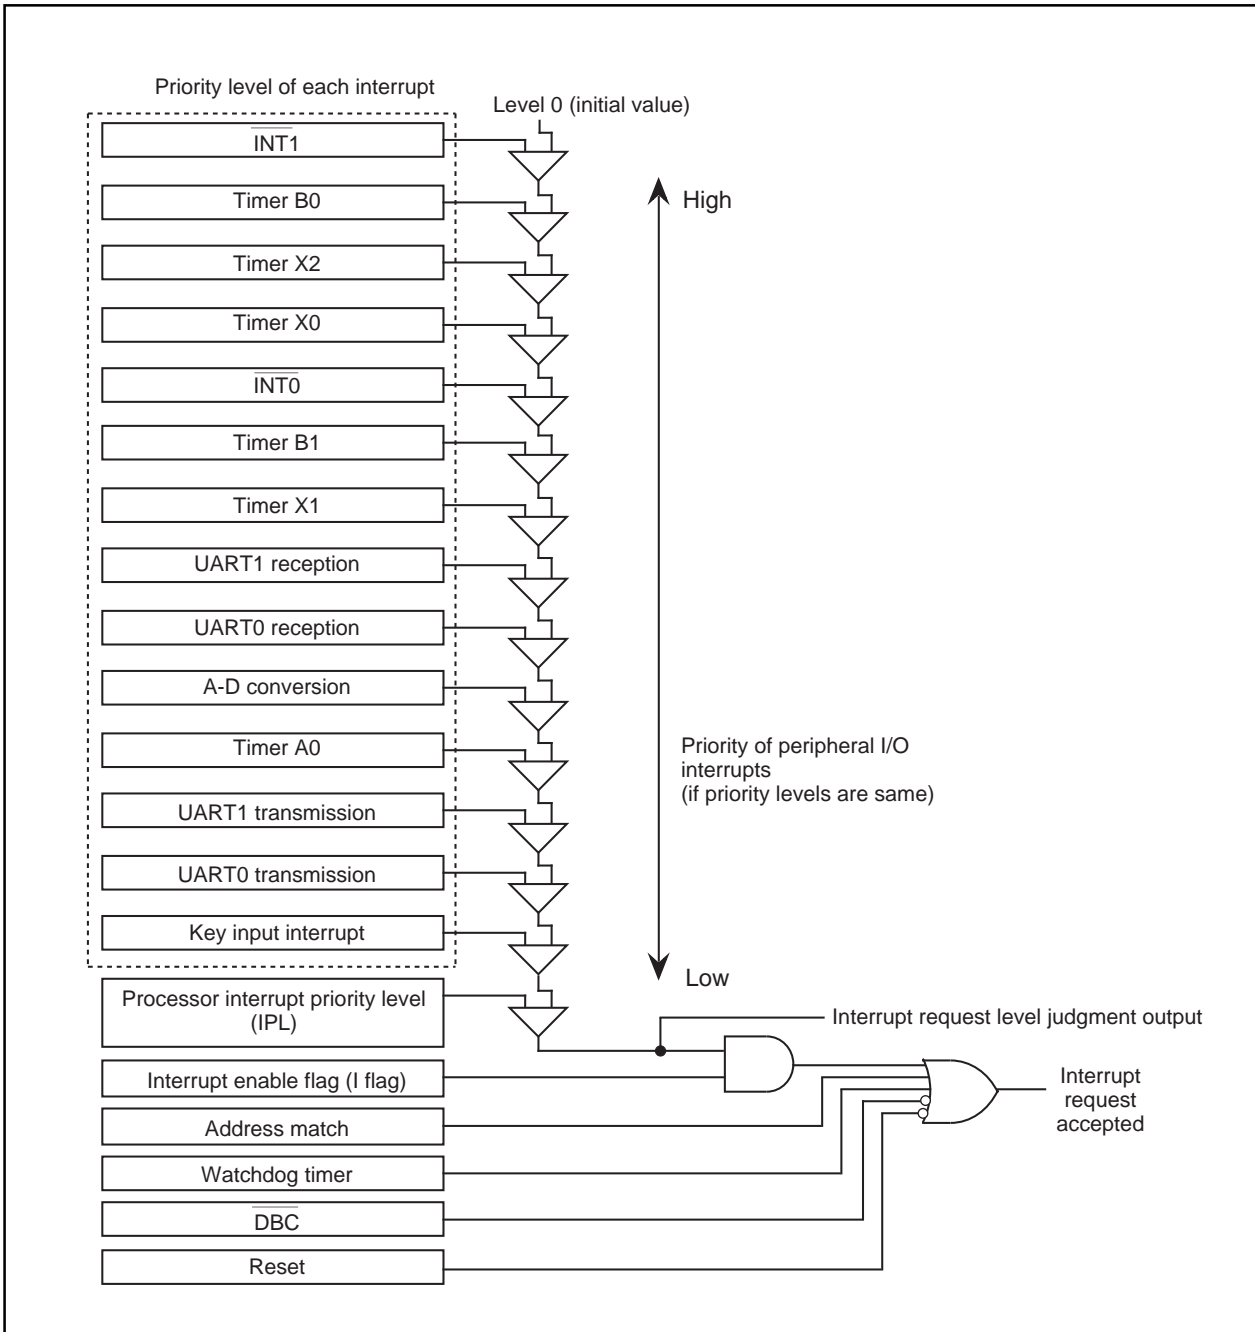 Priority level of each interrupt
Level 0 (initial value)
INT1
Timer B0
High
Timer X2
Timer X0
INT0
Timer B1
Timer X1
UART1 reception
UART0 reception
A-D conversion
Timer A0
Priority of peripheral I/O
interrupts
(if priority levels are same)
UART1 transmission
UART0 transmission
Key input interrupt
Low
Processor interrupt priority level
(IPL)
Interrupt request level judgment output
Interrupt enable flag (I flag)
Interrupt
request
accepted
Address match
Watchdog timer
DBC
Reset